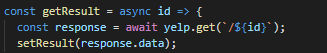 const getResult = async id => {
const response = await yelp.get(`/${id}`);
setResult(response.data);